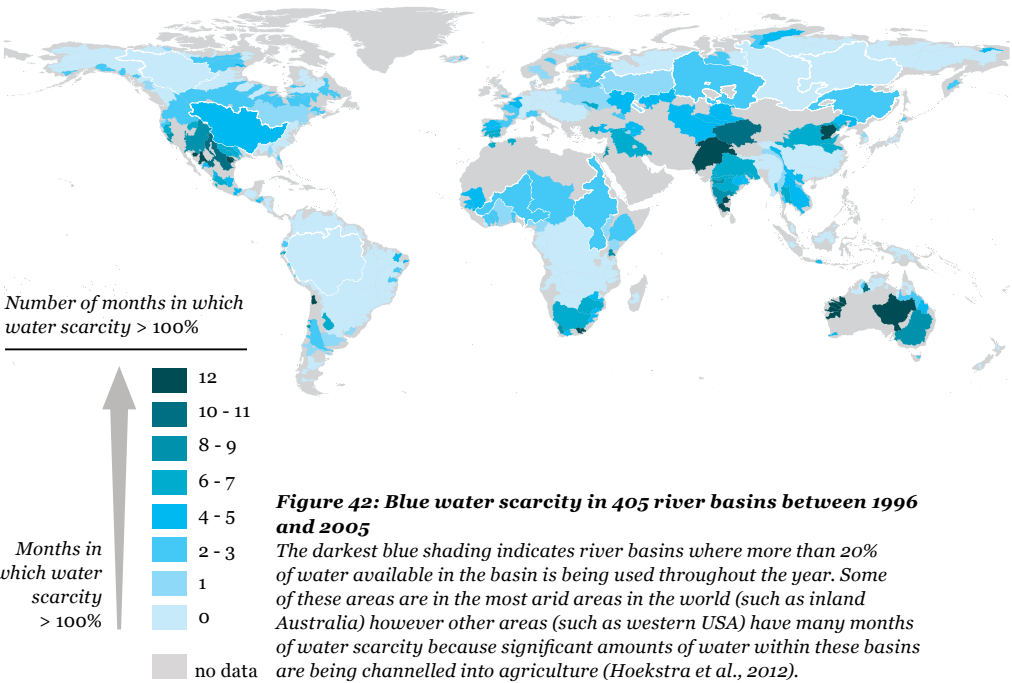 Number of months in which
water scarcity > 100%
12
10 - 11
8 - 9
6 - 7
4 - 5
2 - 3
1
0
no data
Months in
which water
scarcity
> 100%
Figure 42: Blue water scarcity in 405 river basins between 1996
and 2005
The darkest blue shading indicates river basins where more than 20%
of water available in the basin is being used throughout the year. Some
of these areas are in the most arid areas in the world (such as inland
Australia) however other areas (such as western USA) have many months
of water scarcity because significant amounts of water within these basins
are being channelled into agriculture (Hoekstra et al., 2012).